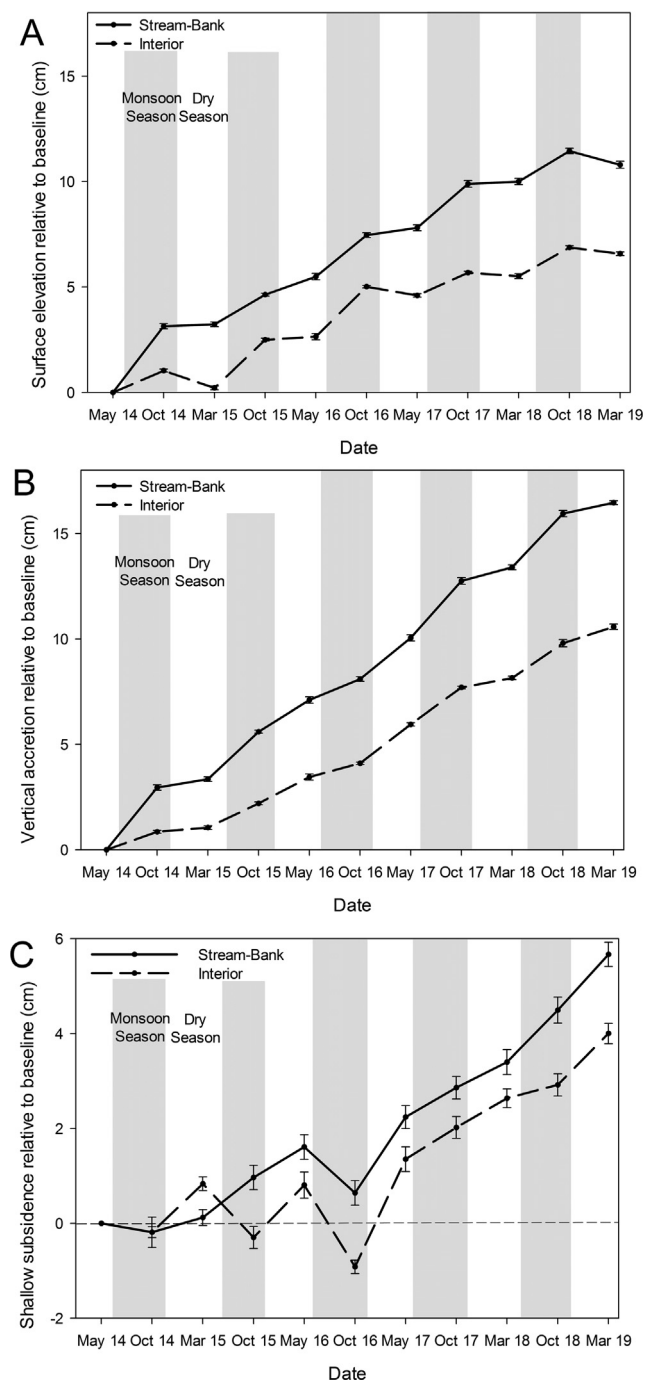 A
Stream-Bank
Interior
Monsoon Dry
Season Season
Surface elevation relative to baseline (cm)
15
10
5
0
May 14 Oct 14 Mar 15 Oct 15 May 16 Oct 16 May 17 Oct 17 Mar 18 Oct 18 Mar 19
Date
B
Stream-Bank
Interior
Monsoon Dry
Season Season
Vertical accretion relative to baseline (cm)
15
10
5
0
May 14 Oct 14 Mar 15 Oct 15 May 16 Oct 16 May 17 Oct 17 Mar 18 Oct 18 Mar 19
Date
C
Stream-Bank
Interior
Monsoon Dry
Season Season
Shallow subsidence relative to baseline (cm)
6
4
2
0
-2
May 14 Oct 14 Mar 15 Oct 15 May 16 Oct 16 May 17 Oct 17 Mar 18 Oct 18 Mar 19
Date